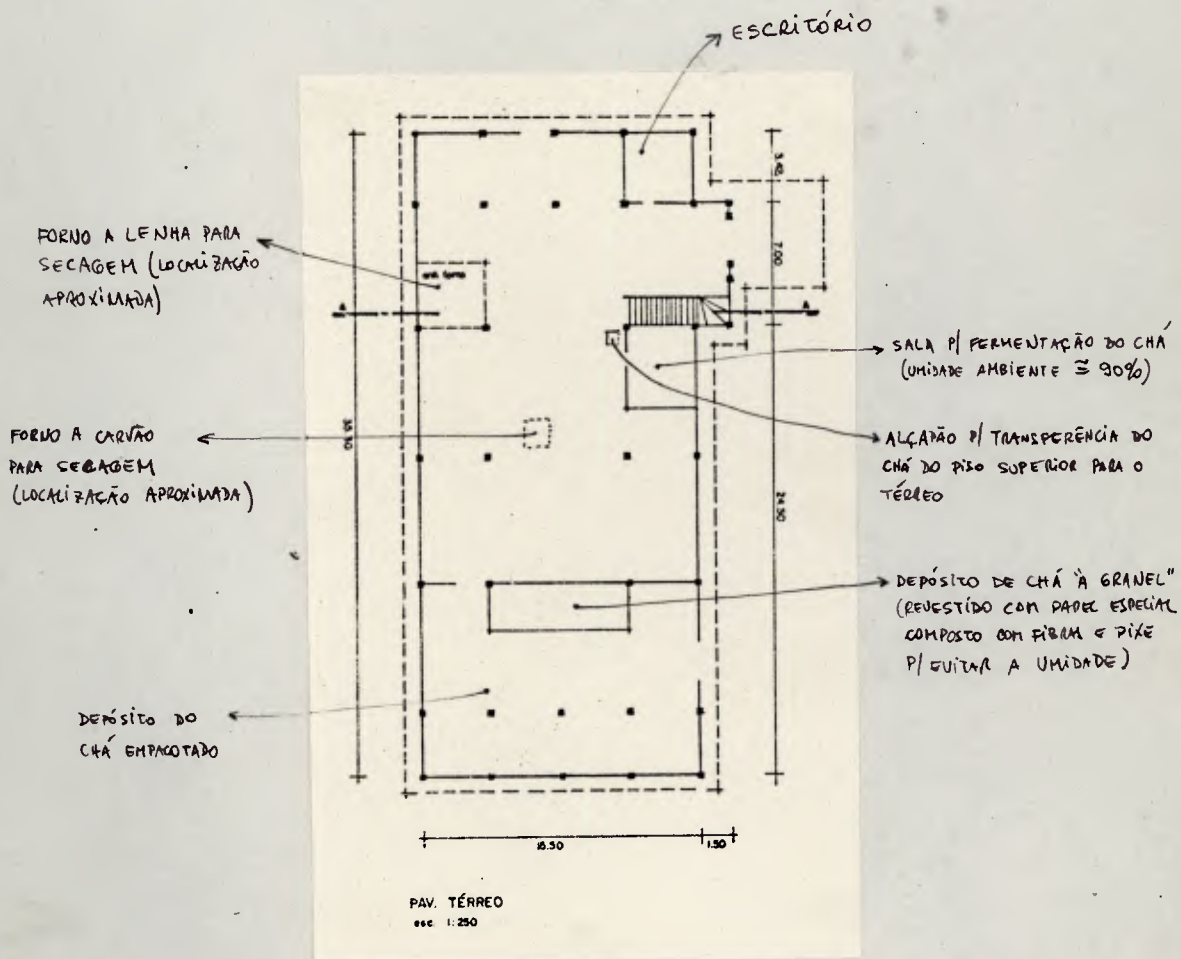 ESCRITÓRIO
FORNO A LENHA PARA
SECAGEM (LOCALIZAÇÃO
APROXIMADA)
FORNO A CARVÃO
PARA SECAGEM
(LOCALIZAÇÃO APROXIMADA)
DEPÓSITO DO
CHÁ EMPACOTADO
3.45
7.00
24.50
A
A
SALA P/ FERMENTAÇÃO DO CHÁ
(UMIDADE AMBIENTE ≅ 90%)
ALÇAPÃO P/ TRANSFERÊNCIA DO
CHÁ DO PISO SUPERIOR PARA O
TÉRREO
DEPÓSITO DE CHÁ "À GRANEL"
(REVESTIDO COM PAPEL ESPECIAL
COMPOSTO COM FIBRA E PIXE
P/ EVITAR A UMIDADE)
1.50
PAV. TÉRREO
esc. 1:250